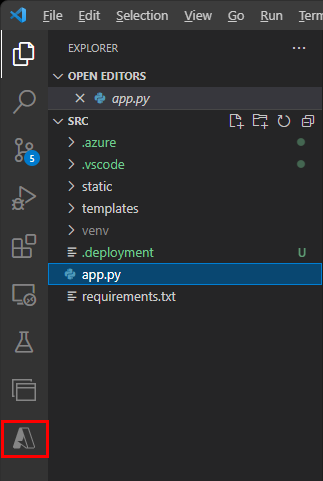 File Edit Selection View Go Run Term
EXPLORER ...
OPEN EDITORS
app.py
SRC
.azure
5
.vscode
static
templates
venv
.deployment U
app.py
requirements.txt